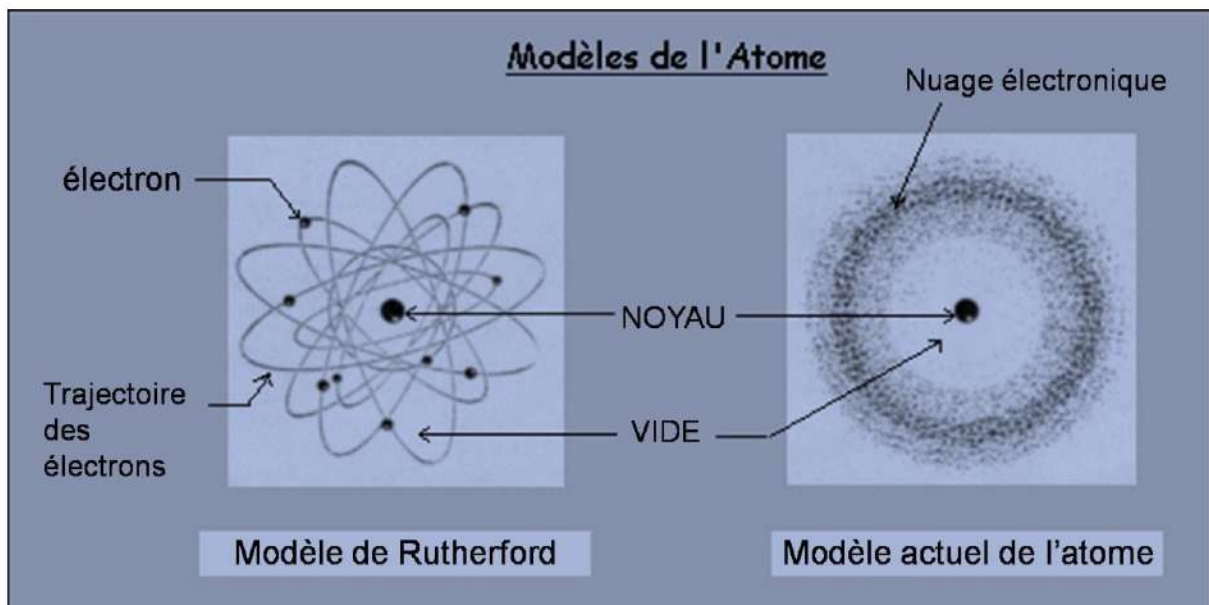 Modèles de l'Atome
Nuage électronique
électron
NOYAU
Trajectoire
des
électrons
VIDE
Modèle de Rutherford
Modèle actuel de l'atome